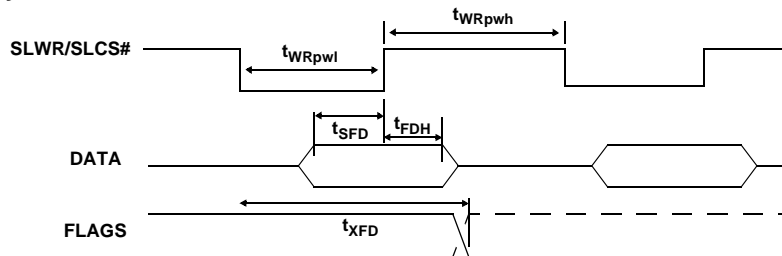 tWRpwh
SLWR/SLCS#
tWRpwl
tSFD
tFDH
DATA
tXFD
FLAGS